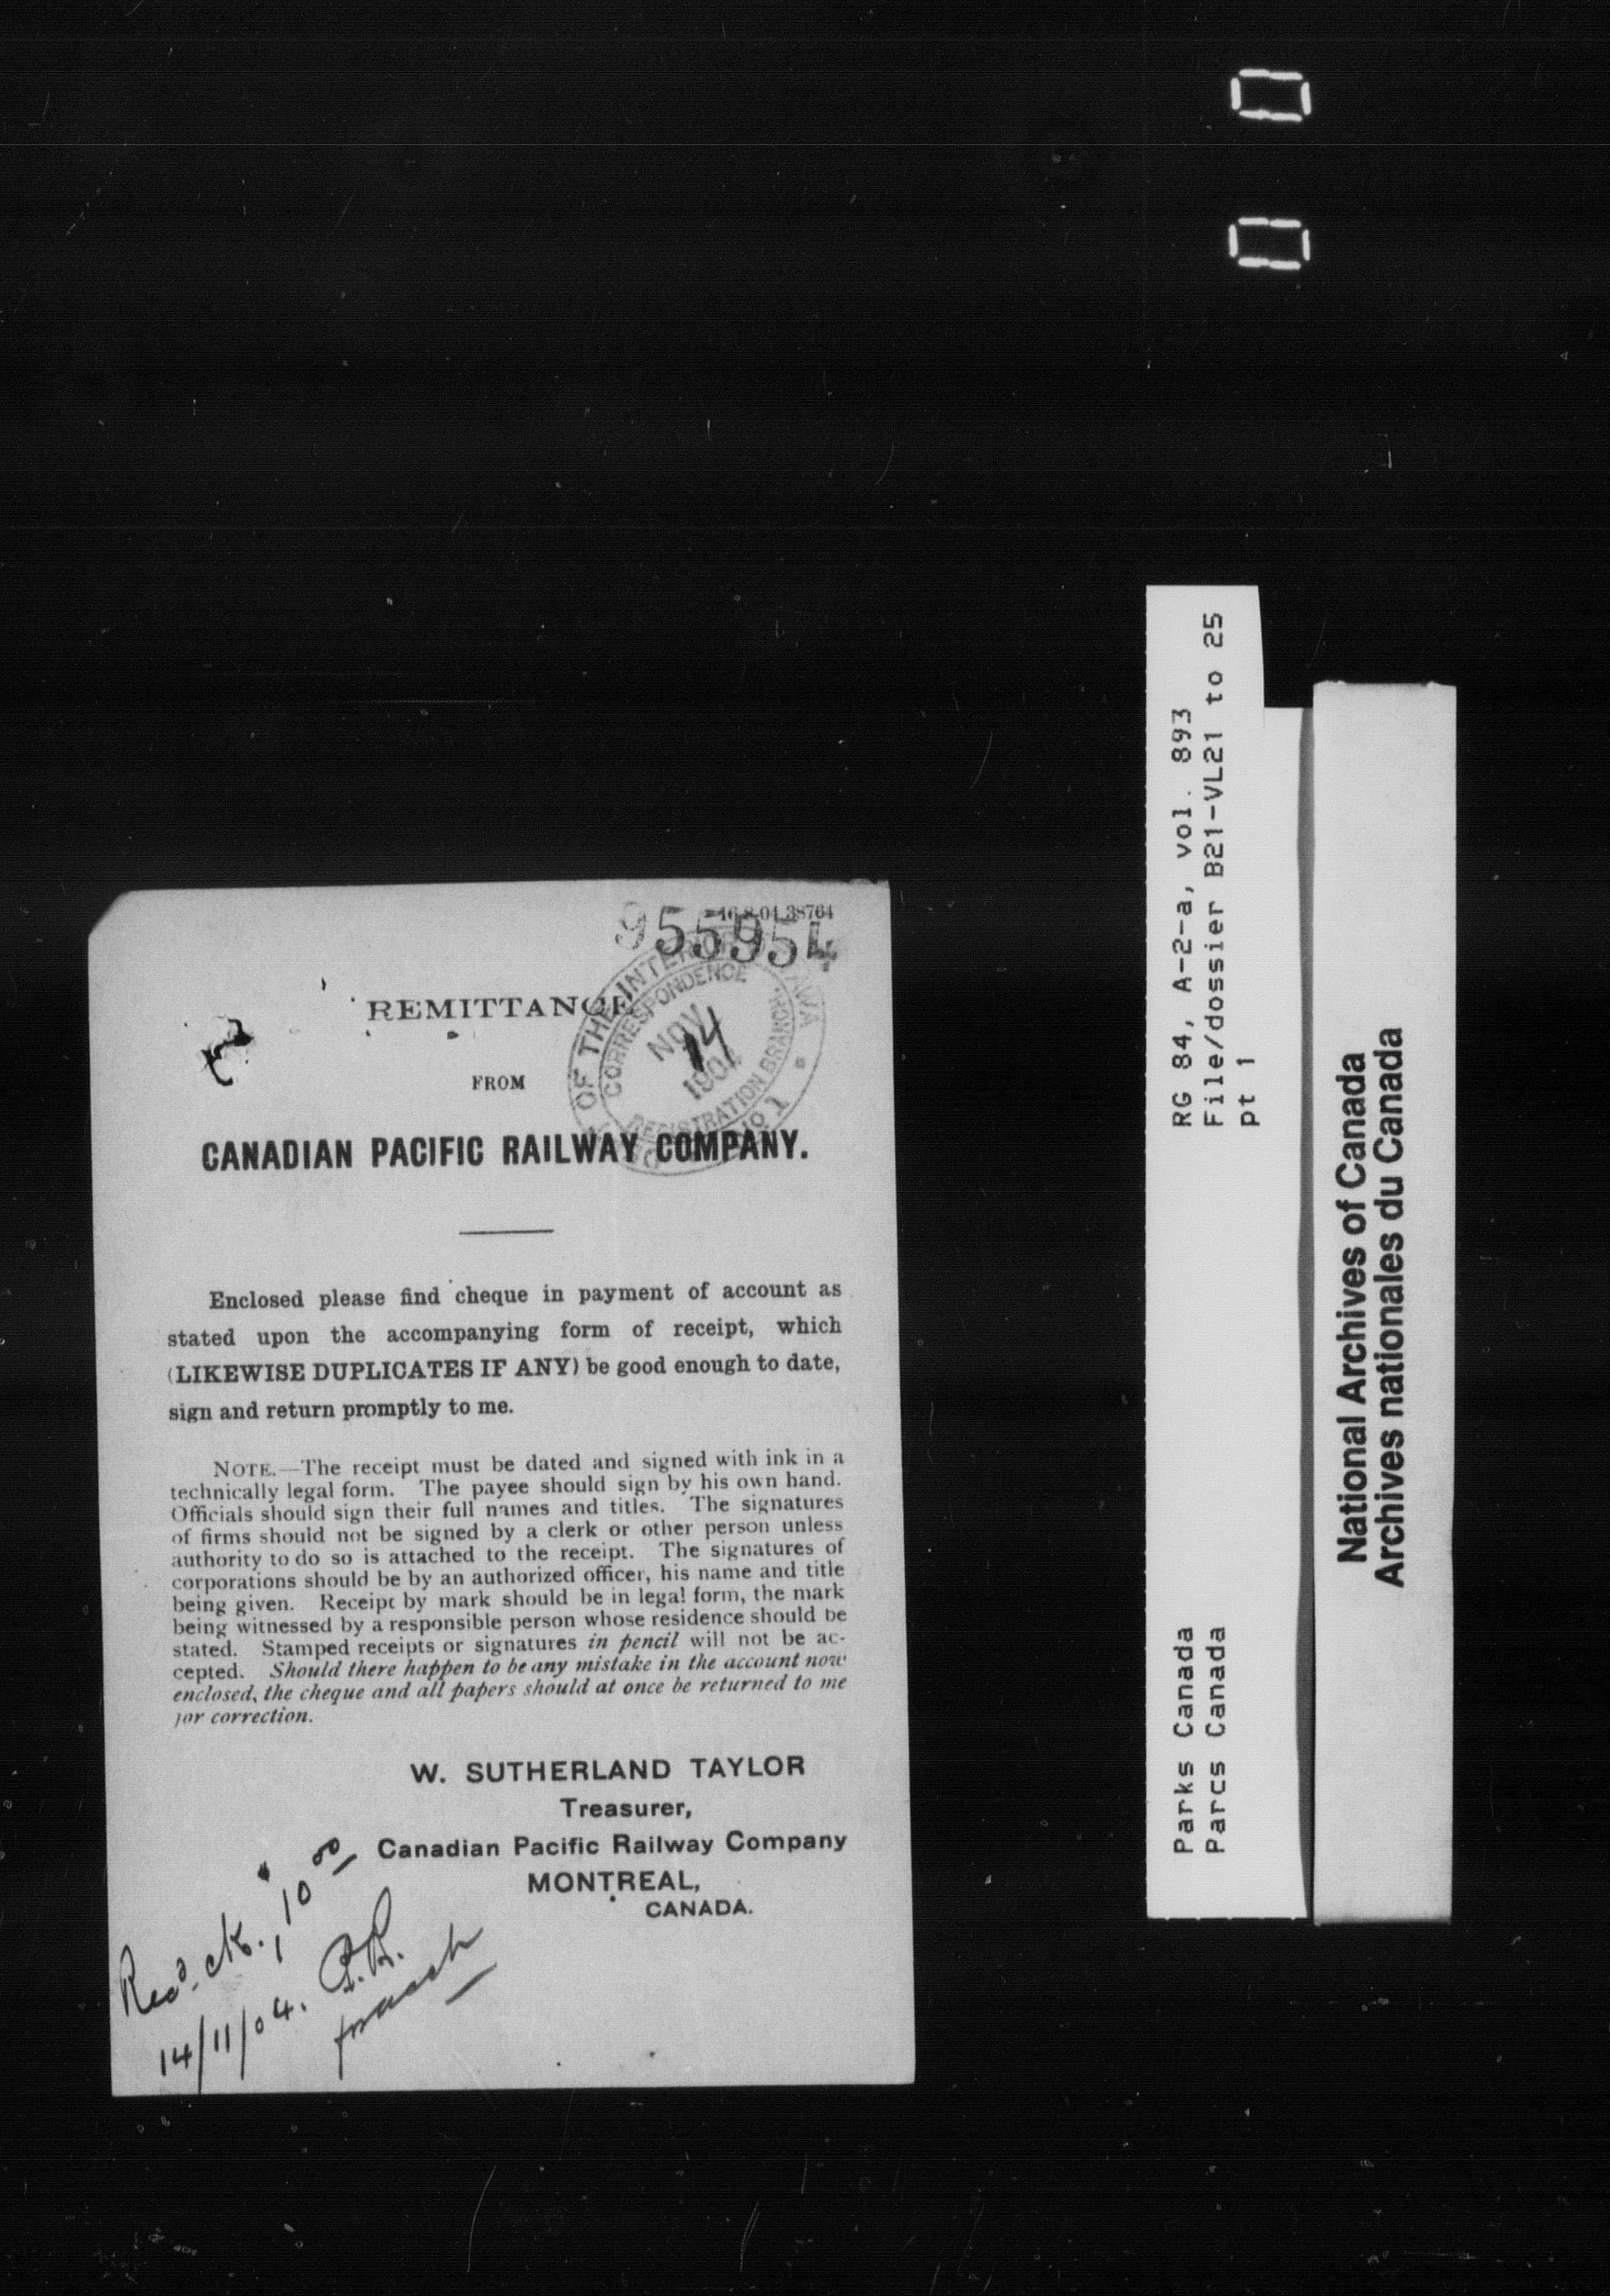 16-8-04 38764
955954
REMITTANCE
FROM
CANADIAN PACIFIC RAILWAY COMPANY.
OF THE INTERIOR
CORRESPONDENCE
NOV
14
1904
REGISTRATION BRANCH
No 1
Enclosed please find cheque in payment of account as
stated upon the accompanying form of receipt, which
(LIKEWISE DUPLICATES IF ANY) be good enough to date,
sign and return promptly to me.
NOTE.—The receipt must be dated and signed with ink in a
technically legal form. The payee should sign by his own hand.
Officials should sign their full names and titles. The signatures
of firms should not be signed by a clerk or other person unless
authority to do so is attached to the receipt. The signatures of
corporations should be by an authorized officer, his name and title
being given. Receipt by mark should be in legal form, the mark
being witnessed by a responsible person whose residence should be
stated. Stamped receipts or signatures in pencil will not be ac-
cepted. Should there happen to be any mistake in the account now
enclosed, the cheque and all papers should at once be returned to me
for correction.
W. SUTHERLAND TAYLOR
Treasurer,
Canadian Pacific Railway Company
MONTREAL,
CANADA.
Recd. ck.
14/11/04.
RG 84, A-2-a, vol. 893
File/dossier B21-VL21 to 25
pt 1
Parks Canada
Parcs Canada
National Archives of Canada
Archives nationales du Canada